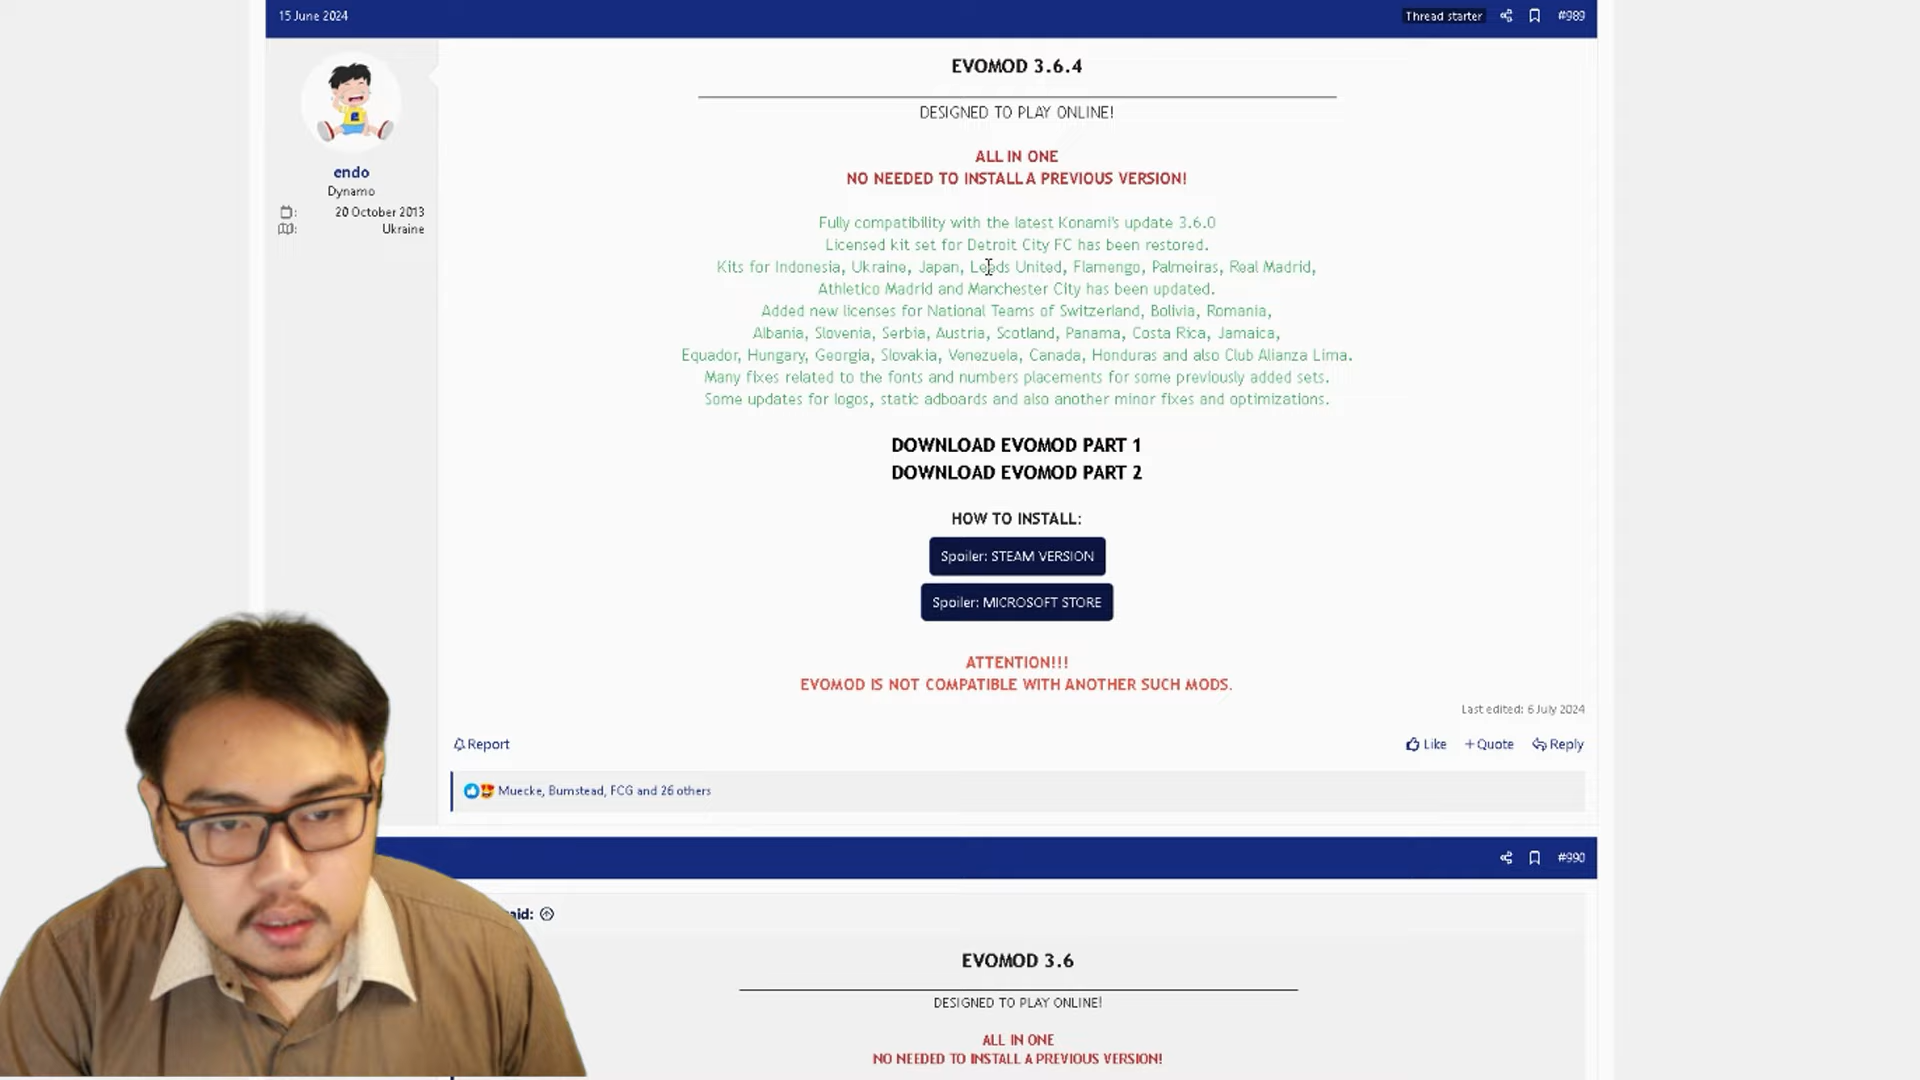 15 June 2024
Thread starter
#989
endo
Dynamo
20 October 2013
Ukraine
EVOMOD 3.6.4
DESIGNED TO PLAY ONLINE!
ALL IN ONE
NO NEEDED TO INSTALL A PREVIOUS VERSION!
Fully compatibility with the latest Konami's update 3.6.0
Licensed kit set for Detroit City FC has been restored.
Kits for Indonesia, Ukraine, Japan, Leeds United, Flamengo, Palmeiras, Real Madrid,
Athletico Madrid and Manchester City has been updated.
Added new licenses for National Teams of Switzerland, Bolivia, Romania,
Albania, Slovenia, Serbia, Austria, Scotland, Panama, Costa Rica, Jamaica,
Equador, Hungary, Georgia, Slovakia, Venezuela, Canada, Honduras and also Club Alianza Lima.
Many fixes related to the fonts and numbers placements for some previously added sets.
Some updates for logos, static adboards and also another minor fixes and optimizations.
DOWNLOAD EVOMOD PART 1
DOWNLOAD EVOMOD PART 2
HOW TO INSTALL:
Spoiler: STEAM VERSION
Spoiler: MICROSOFT STORE
ATTENTION!!!
EVOMOD IS NOT COMPATIBLE WITH ANOTHER SUCH MODS.
Last edited: 6 July 2024
Report
Like
+Quote
Reply
Muecke, Bumstead, FCG and 26 others
#990
aid:
EVOMOD 3.6
DESIGNED TO PLAY ONLINE!
ALL IN ONE
NO NEEDED TO INSTALL A PREVIOUS VERSION!